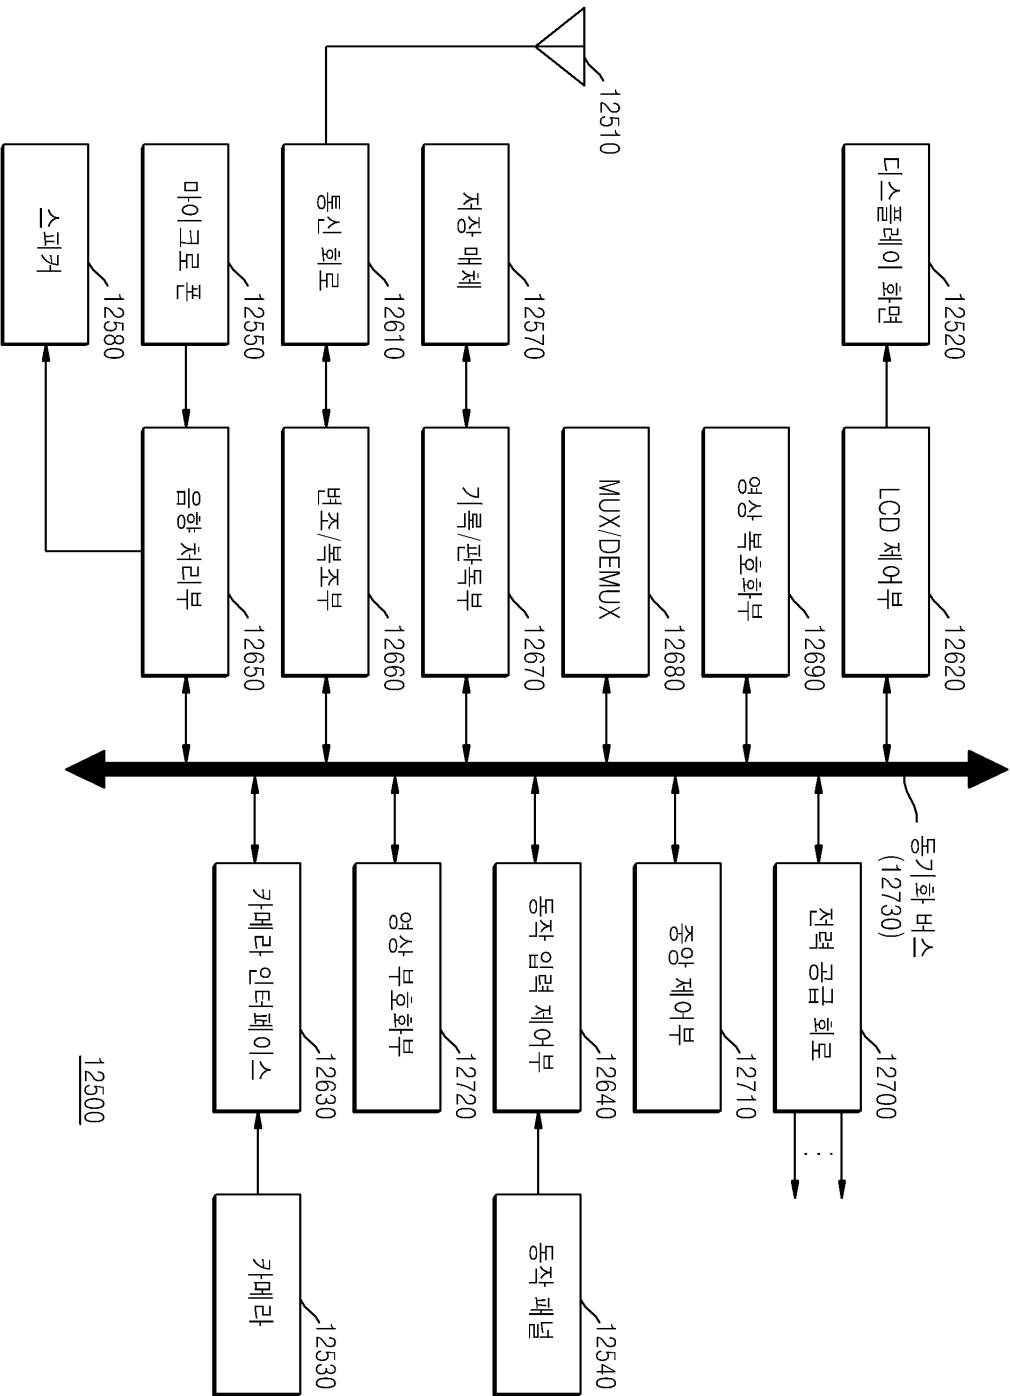 디스플레이 화면
12520
LCD 제어부
12620
동기화 버스
(12730)
전력 공급 회로
12700
...
영상 복호화부
12690
중앙 제어부
12710
12510
MUX/DEMUX
12680
동작 입력 제어부
12640
동작 패널
12540
저장 매체
12570
기록/판독부
12670
영상 부호화부
12720
통신 회로
12610
변조/복조부
12660
카메라 인터페이스
12630
카메라
12530
마이크로 폰
12550
음향 처리부
12650
스피커
12580
12500